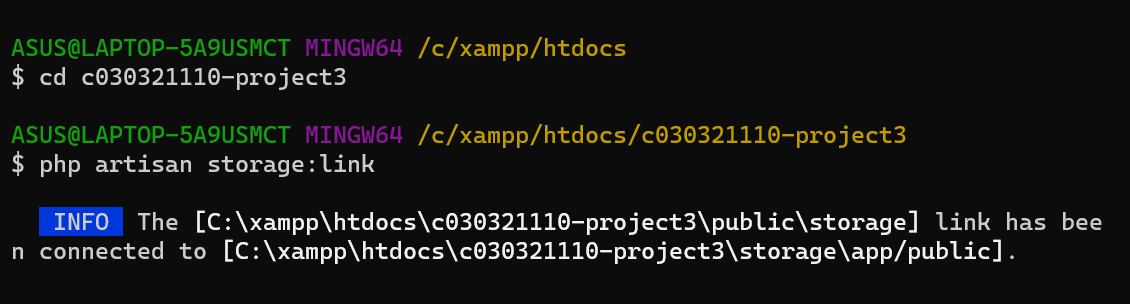 ASUS@LAPTOP-5A9USMCT MINGW64 /c/xampp/htdocs
$ cd c030321110-project3
ASUS@LAPTOP-5A9USMCT MINGW64 /c/xampp/htdocs/c030321110-project3
$ php artisan storage:link
INFO The [C:\xampp\htdocs\c030321110-project3\public\storage] link has bee
n connected to [C:\xampp\htdocs\c030321110-project3\storage\app/public].